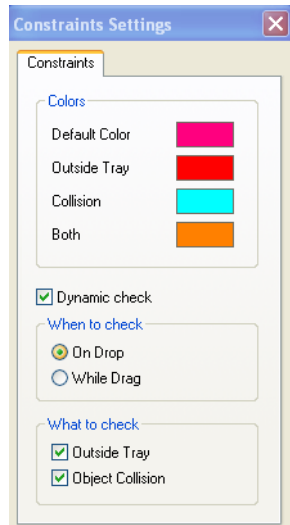 Constraints Settings
Constraints
Colors
Default Color
Outside Tray
Collision
Both
Dynamic check
When to check
On Drop
While Drag
What to check
Outside Tray
Object Collision